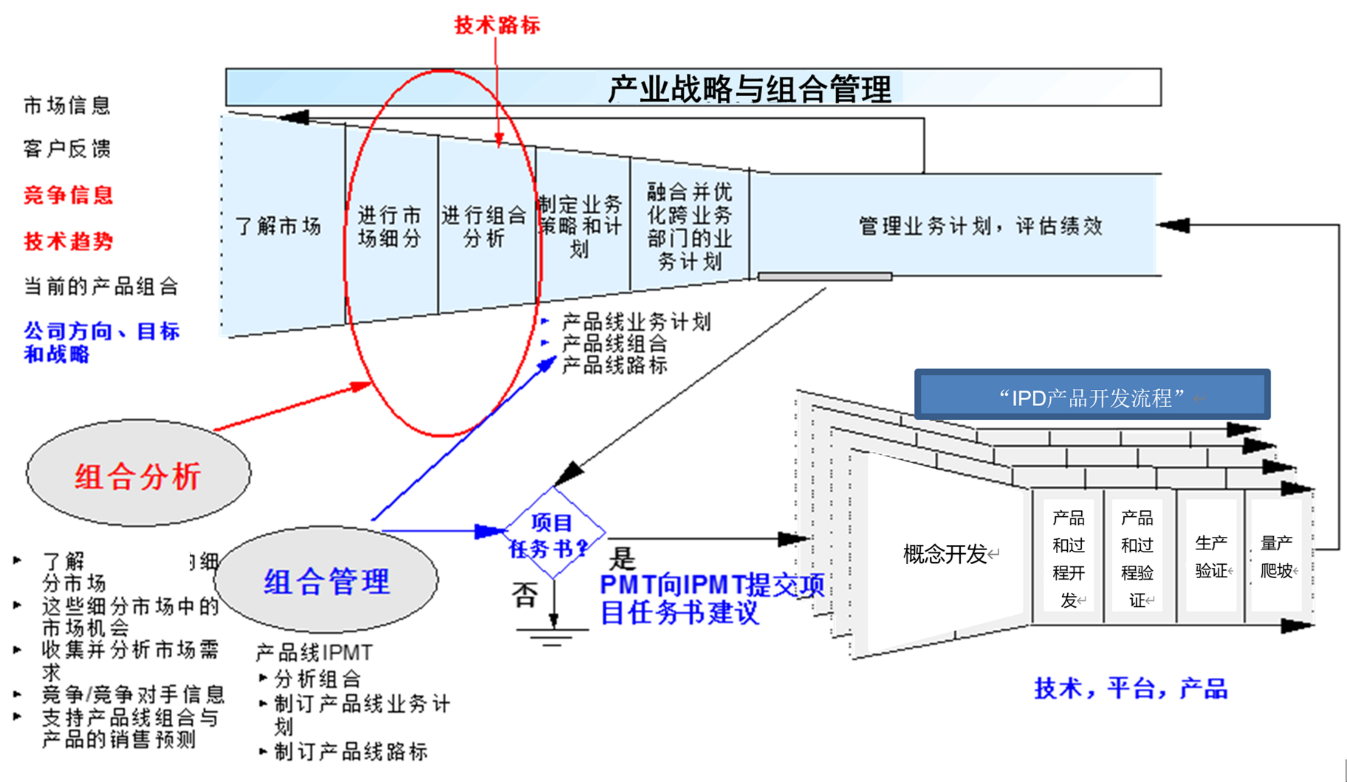 技术路标
产业战略与组合管理
市场信息
客户反馈
竞争信息
技术趋势
当前的产品组合
公司方向、目标
和战略
了解市场
进行市
场细分
进行组合
分析
制定业务
策略和计
划
融合并优
化跨业务
部门的业
务计划
管理业务计划，评估绩效
产品线业务计划
产品线组合
产品线路标
“IPD产品开发流程”
组合分析
了解
的细
分市场
这些细分市场中的
市场机会
收集并分析市场需
求
竞争/竞争对手信息
支持产品线组合与
产品的销售预测
组合管理
产品线IPMT
分析组合
制订产品线业务计
划
制订产品线路标
项目
任务书?
是
否
PMT向IPMT提交项
目任务书建议
概念开发
产品
和过
程开
发
产品
和过
程验
证
生产
验证
量产
爬坡
技术，平台，产品